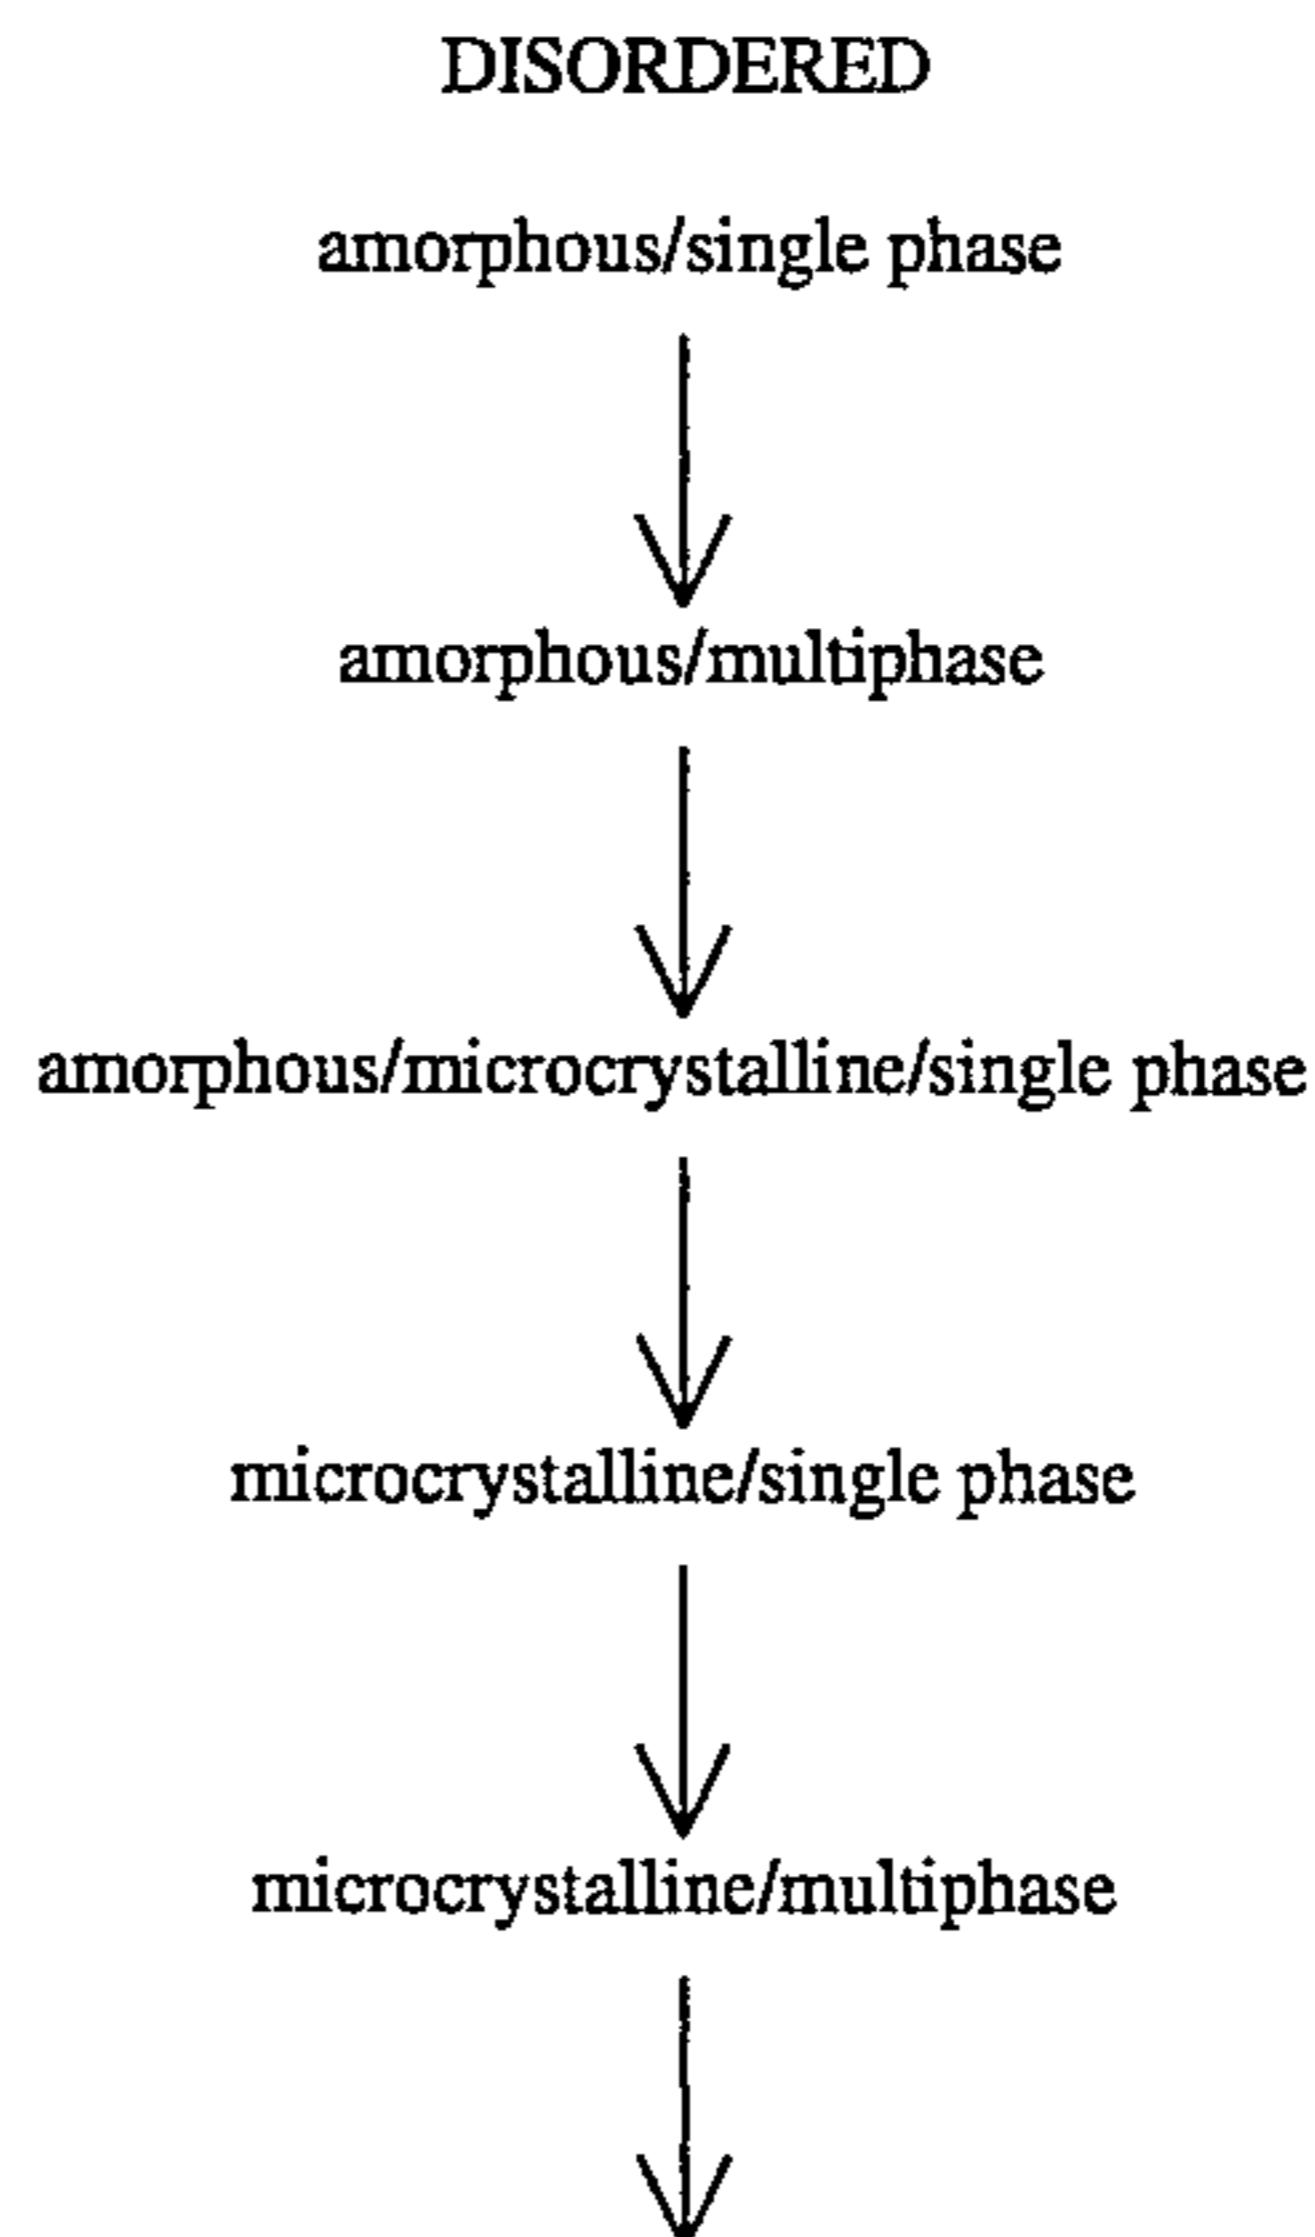 DISORDERED
amorphous/single phase
amorphous/multiphase
amorphous/microcrystalline/single phase
microcrystalline/single phase
microcrystalline/multiphase